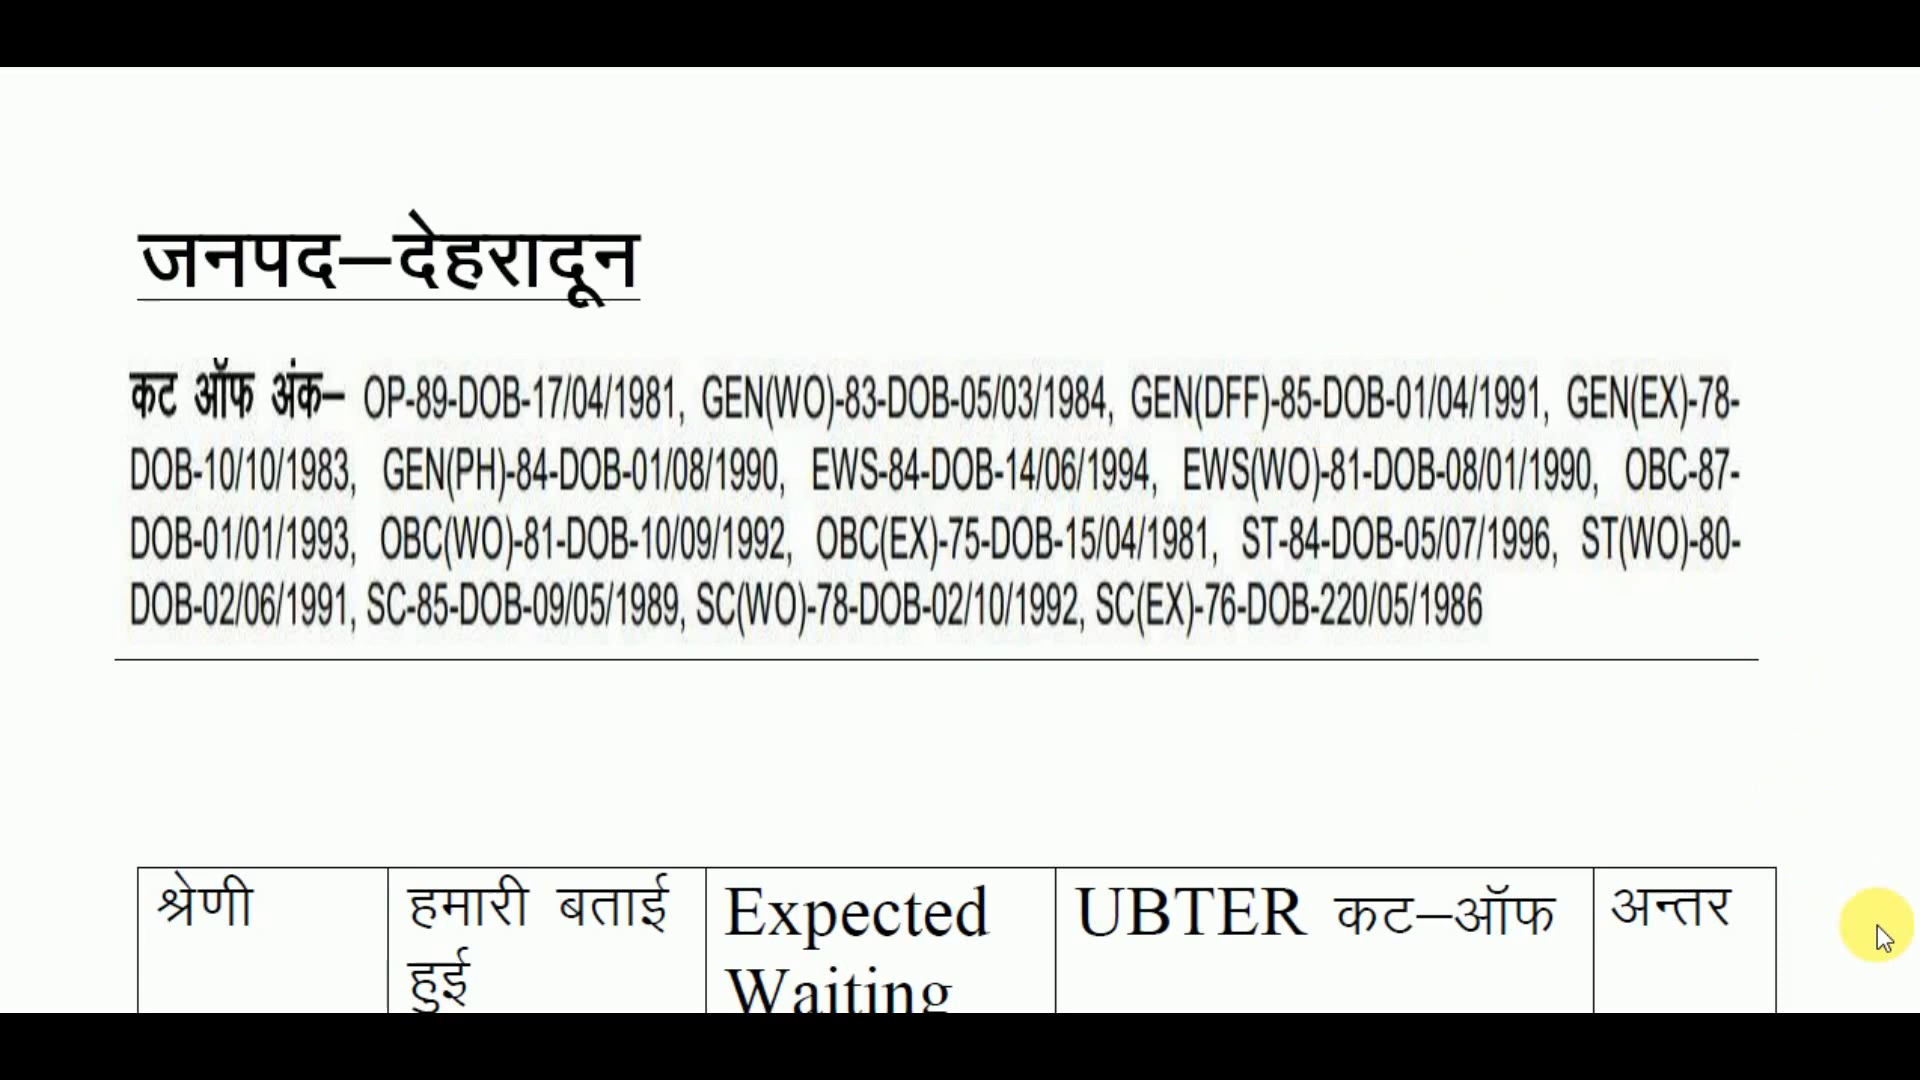 जनपद–देहरादून
कट ऑफ अंक– OP-89-DOB-17/04/1981, GEN(WO)-83-DOB-05/03/1984, GEN(DFF)-85-DOB-01/04/1991, GEN(EX)-78-
DOB-10/10/1983, GEN(PH)-84-DOB-01/08/1990, EWS-84-DOB-14/06/1994, EWS(WO)-81-DOB-08/01/1990, OBC-87-
DOB-01/01/1993, OBC(WO)-81-DOB-10/09/1992, OBC(EX)-75-DOB-15/04/1981, ST-84-DOB-05/07/1996, ST(WO)-80-
DOB-02/06/1991, SC-85-DOB-09/05/1989, SC(WO)-78-DOB-02/10/1992, SC(EX)-76-DOB-220/05/1986
श्रेणी हमारी बताई Expected UBTER कट–ऑफ अन्तर
हुई Waiting